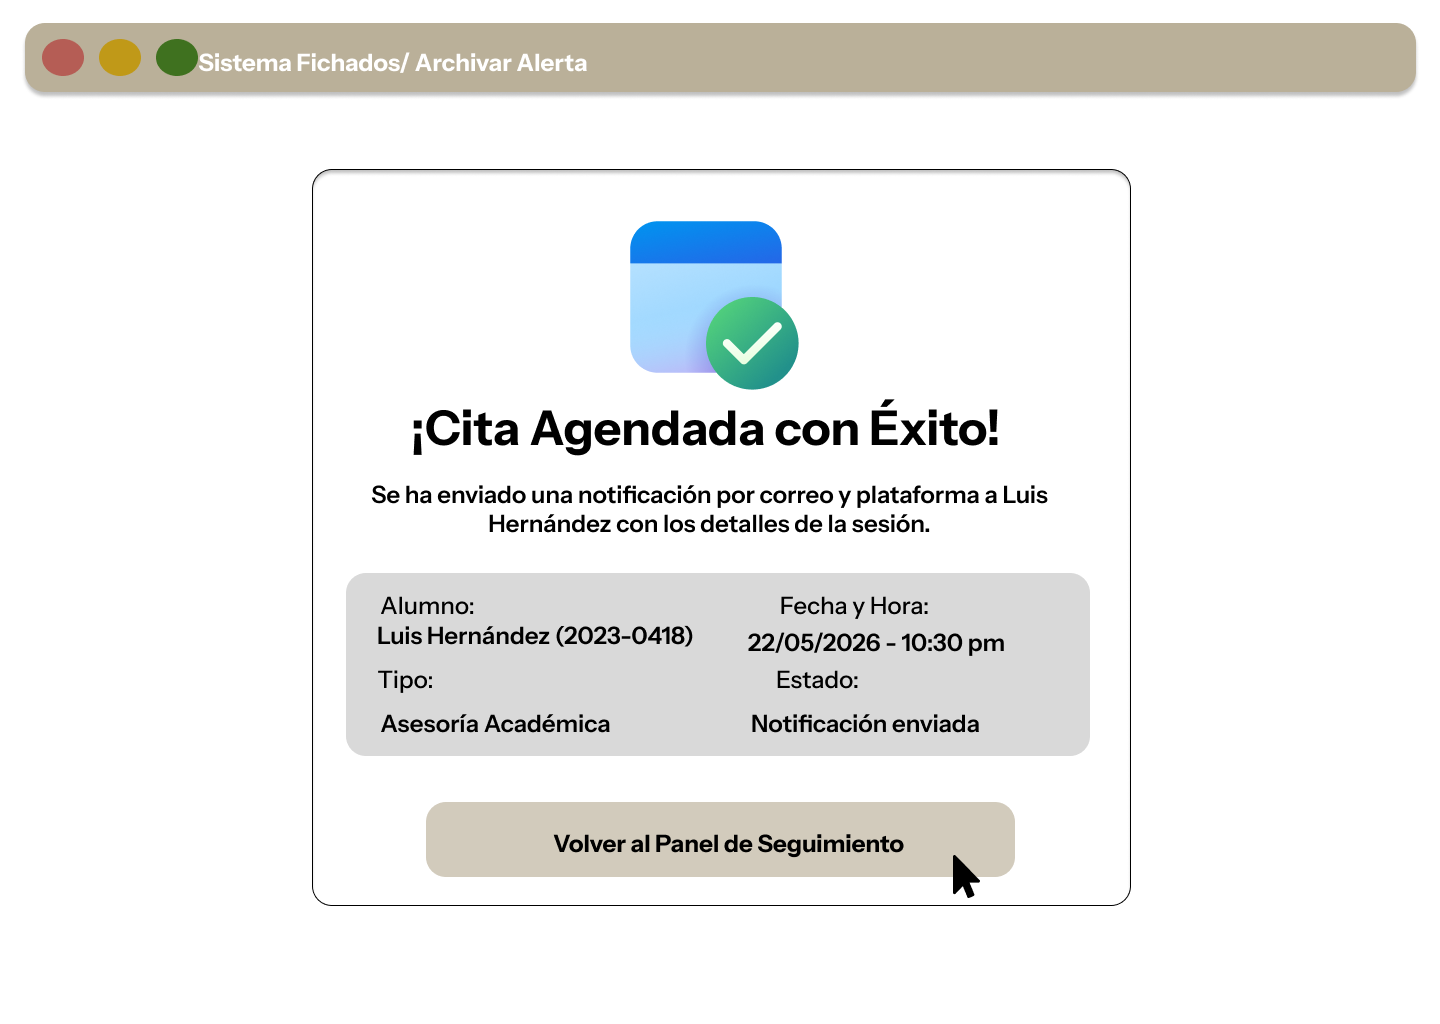 Sistema Fichados/ Archivar Alerta
¡Cita Agendada con Éxito!
Se ha enviado una notificación por correo y plataforma a Luis
Hernández con los detalles de la sesión.
Alumno:
Luis Hernández (2023-0418)
Fecha y Hora:
22/05/2026 - 10:30 pm
Tipo:
Asesoría Académica
Estado:
Notificación enviada
Volver al Panel de Seguimiento